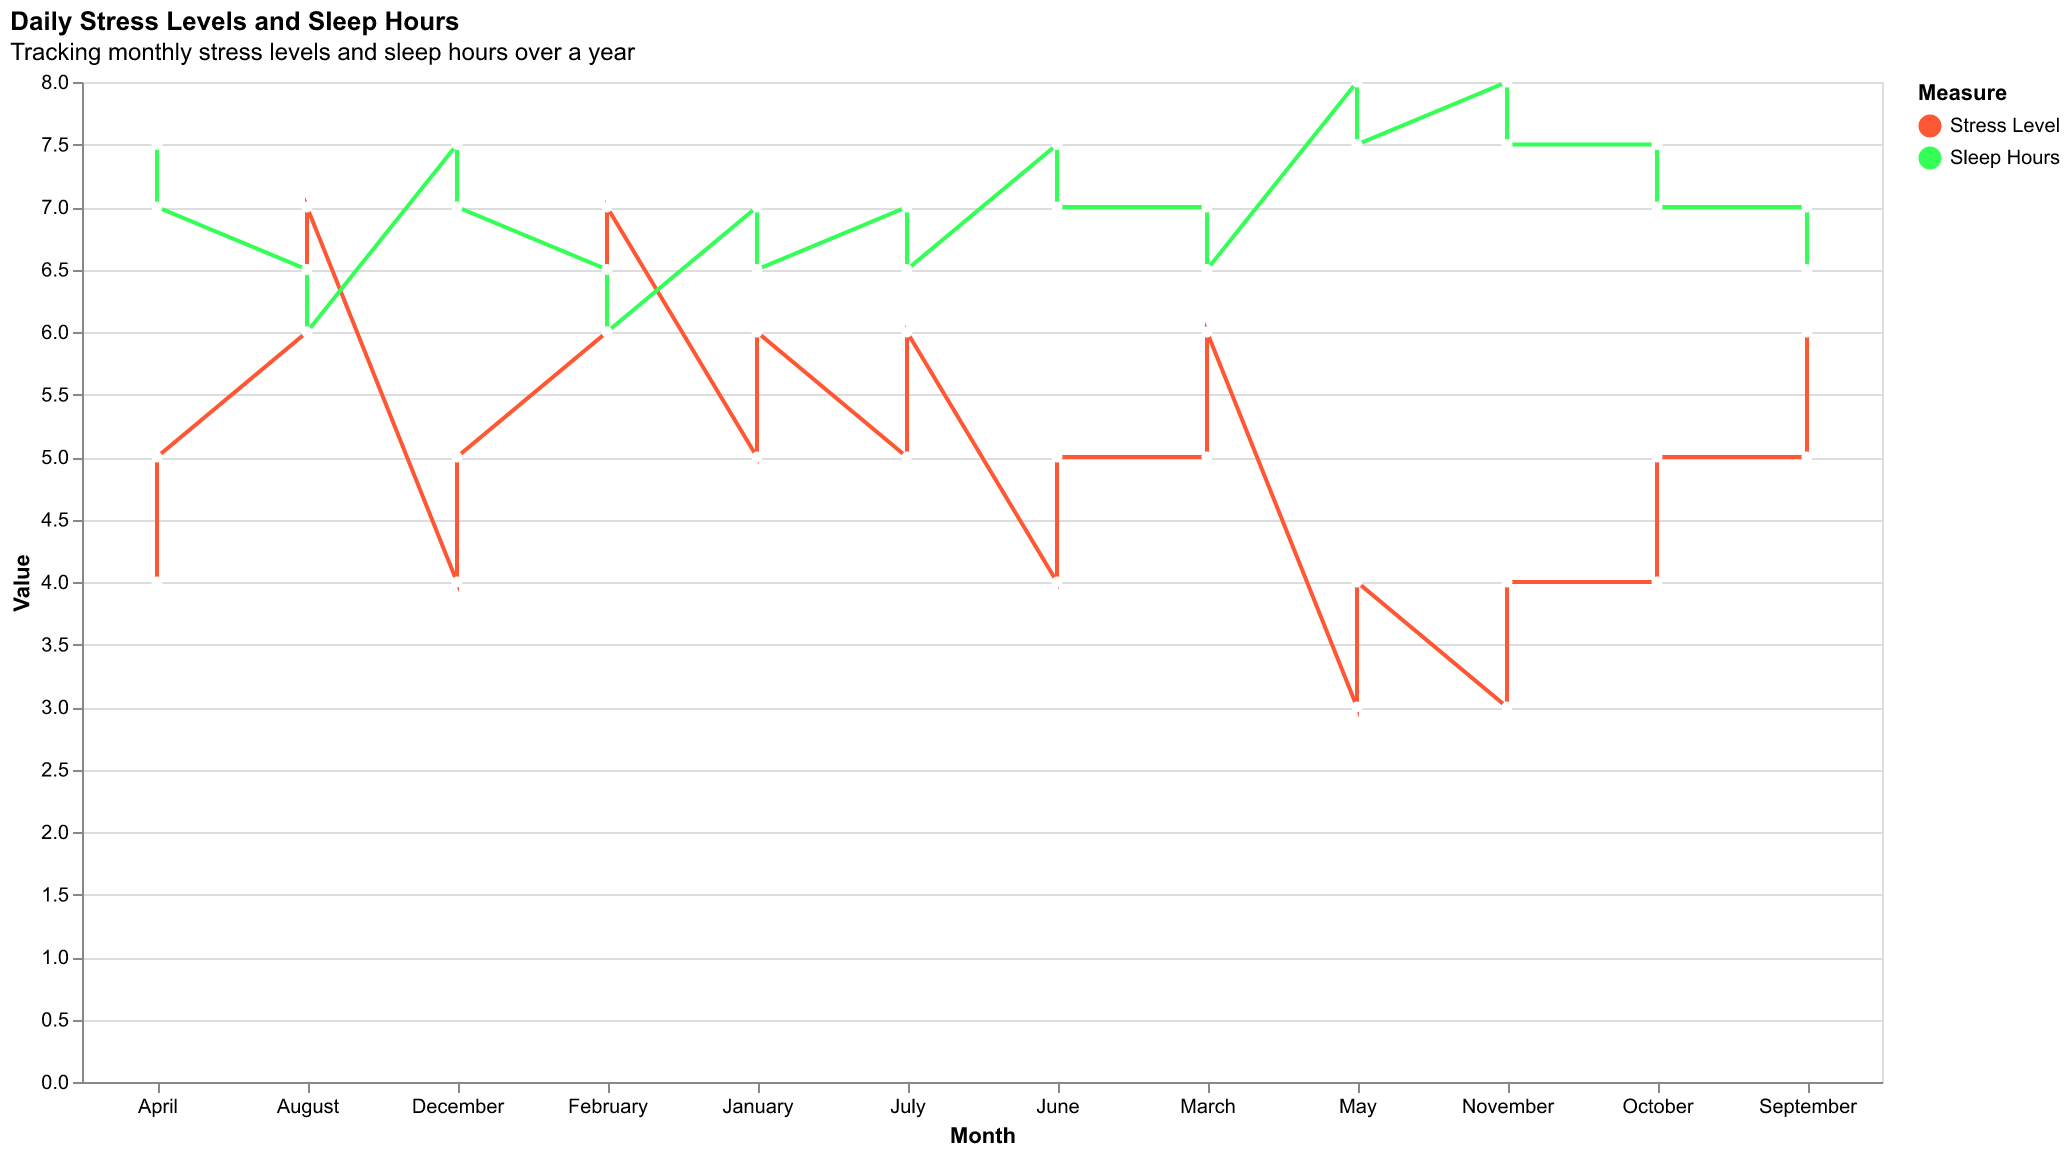 Daily Stress Levels and Sleep Hours
Tracking monthly stress levels and sleep hours over a year
8.0
7.5
7.0
6.5
6.0
5.5
5.0
4.5
4.0
3.5
3.0
2.5
2.0
1.5
1.0
0.5
0.0
Value
April August December February January July June March May November October September
Month
Measure
Stress Level
Sleep Hours